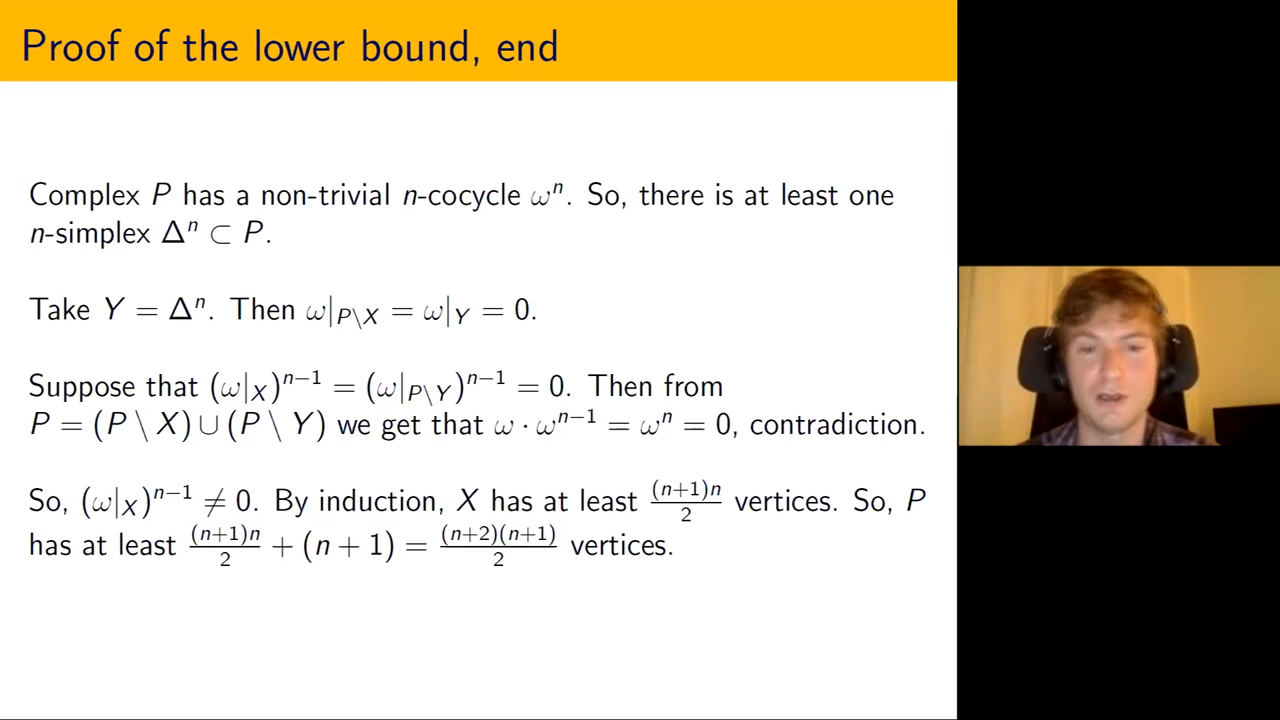 Proof of the lower bound, end
Complex P has a non-trivial n-cocycle ωⁿ. So, there is at least one
n-simplex Δⁿ ⊂ P.
Take Y = Δⁿ. Then ω|_{P\X} = ω|_Y = 0.
Suppose that (ω|_X)^{n−1} = (ω|_{P\Y})^{n−1} = 0. Then from
P = (P \ X) ∪ (P \ Y) we get that ω · ω^{n−1} = ωⁿ = 0, contradiction.
So, (ω|_X)^{n−1} ≠ 0. By induction, X has at least (n+1)n/2 vertices. So, P
has at least (n+1)n/2 + (n + 1) = (n+2)(n+1)/2 vertices.